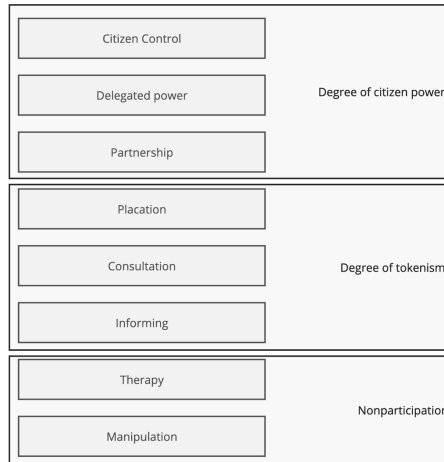 Citizen Control
Delegated power
Degree of citizen power
Partnership
Placation
Consultation
Degree of tokenism
Informing
Therapy
Nonparticipation
Manipulation